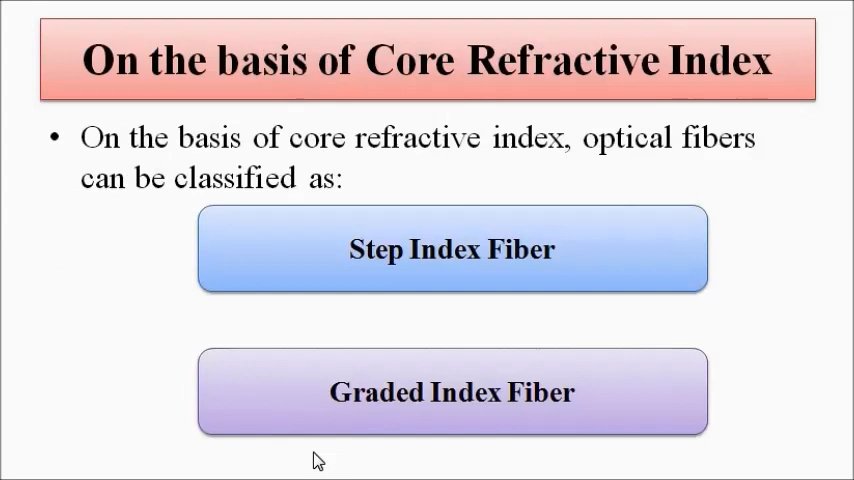 On the basis of Core Refractive Index
• On the basis of core refractive index, optical fibers
can be classified as:
Step Index Fiber
Graded Index Fiber